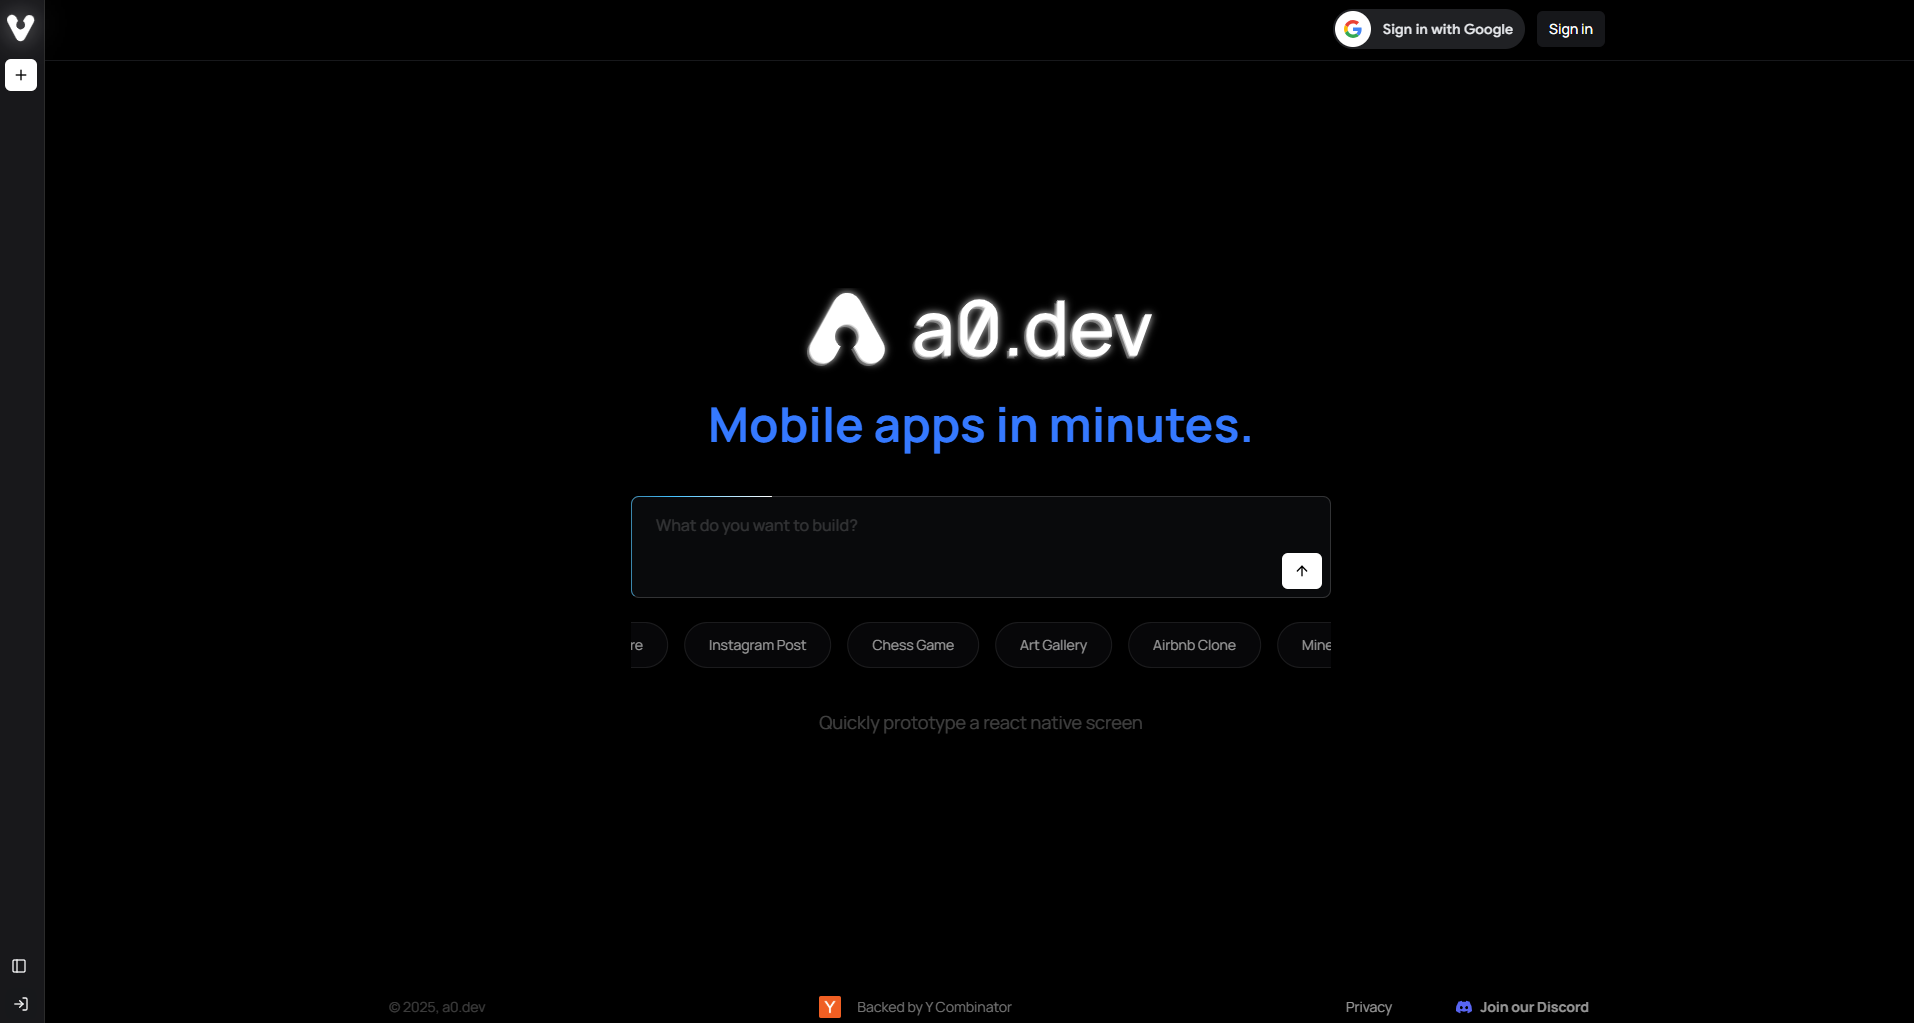 Sign in with Google
Sign in
a0.dev
Mobile apps in minutes.
What do you want to build?
re
Instagram Post
Chess Game
Art Gallery
Airbnb Clone
Mine
Quickly prototype a react native screen
© 2025, a0.dev
Y
Backed by Y Combinator
Privacy
Join our Discord